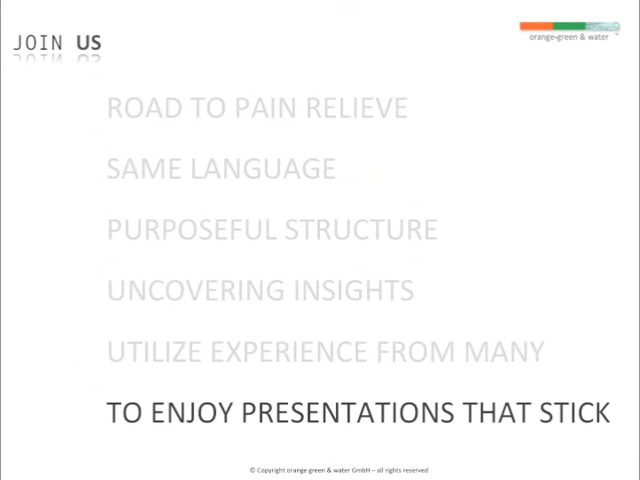 JOIN US
orange-green & water
ROAD TO PAIN RELIEVE
SAME LANGUAGE
PURPOSEFUL STRUCTURE
UNCOVERING INSIGHTS
UTILIZE EXPERIENCE FROM MANY
TO ENJOY PRESENTATIONS THAT STICK
© Copyright orange green & water GmbH – all rights reserved